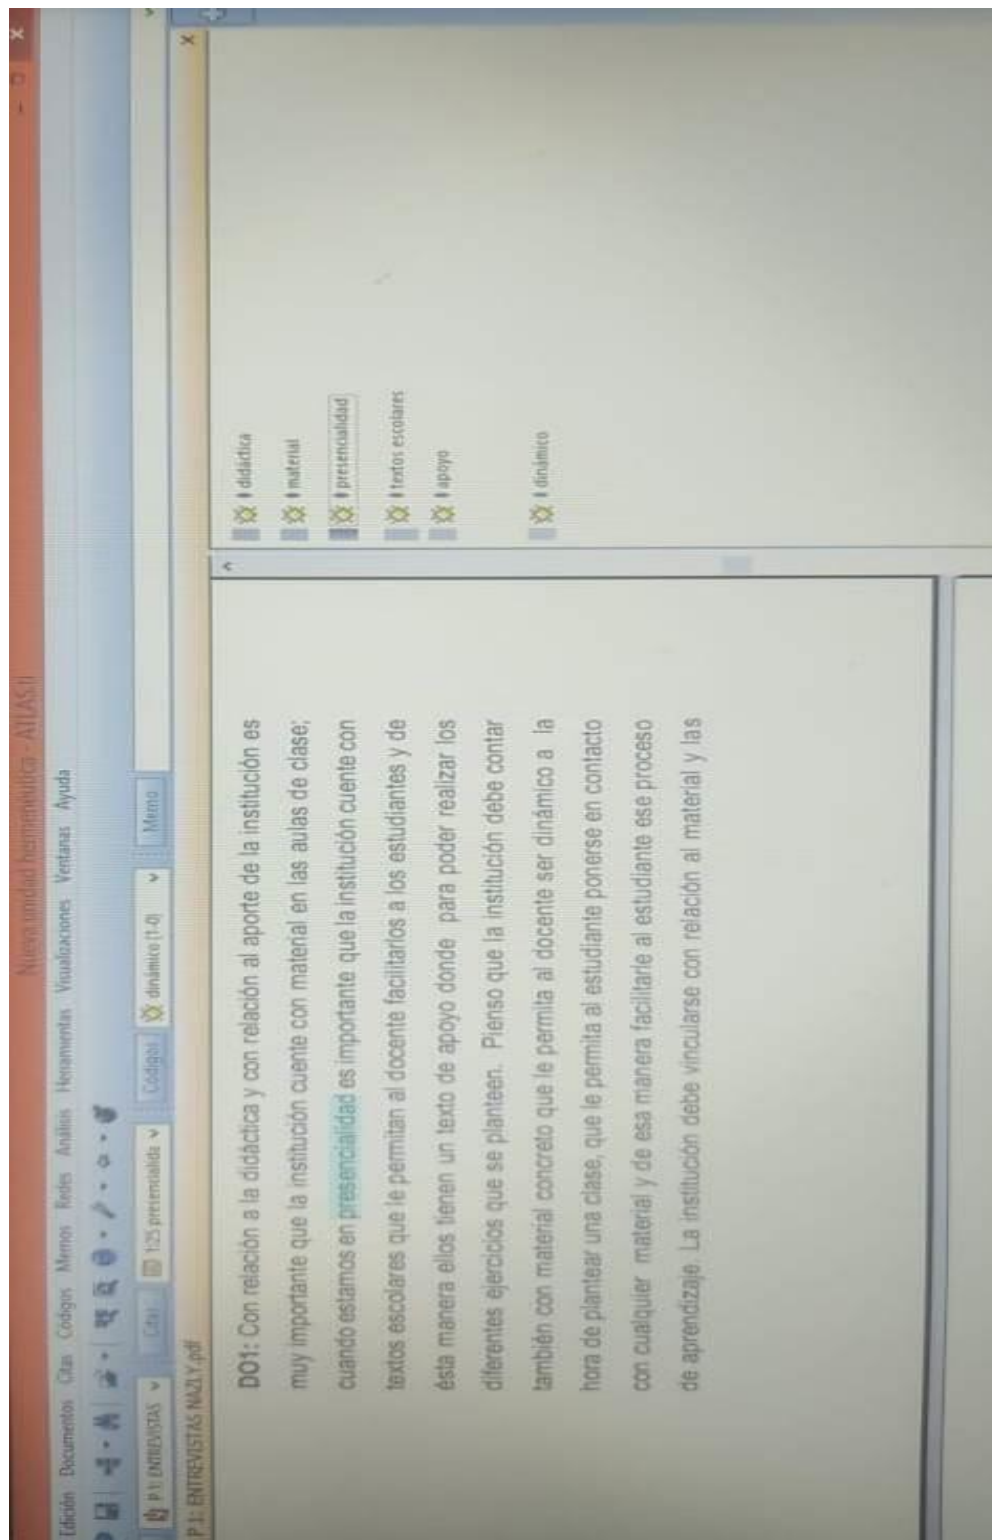 Nueva unidad hermenéutica - ATLAS.ti
Edición Documentos Citas Códigos Memos Redes Análisis Herramientas Visualizaciones Ventanas Ayuda
P 1: ENTREVISTAS Citas 1:25 presencialida Códigos dinámico {1-0} Memo
P 1: ENTREVISTAS NAZLY.pdf
DO1: Con relación a la didáctica y con relación al aporte de la institución es
muy importante que la institución cuente con material en las aulas de clase;
cuando estamos en presencialidad es importante que la institución cuente con
textos escolares que le permitan al docente facilitarlos a los estudiantes y de
ésta manera ellos tienen un texto de apoyo donde para poder realizar los
diferentes ejercicios que se planteen. Pienso que la institución debe contar
también con material concreto que le permita al docente ser dinámico a la
hora de plantear una clase, que le permita al estudiante ponerse en contacto
con cualquier material y de esa manera facilitarle al estudiante ese proceso
de aprendizaje. La institución debe vincularse con relación al material y las
didáctica
material
presencialidad
textos escolares
apoyo
dinámico